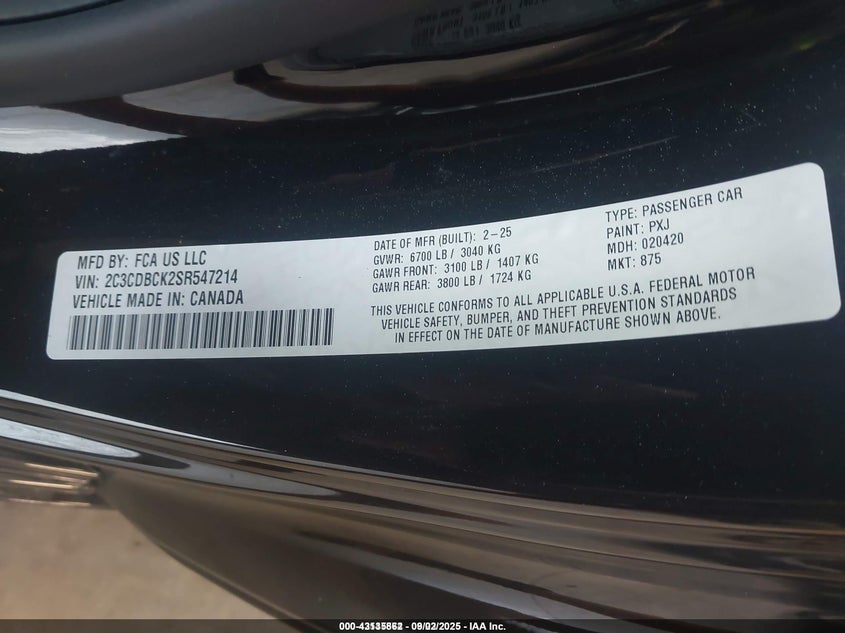 MFD BY: FCA US LLC
VIN: 2C3CDBCK2SR547214
VEHICLE MADE IN: CANADA
DATE OF MFR (BUILT): 2-25
GVWR: 6700 LB / 3040 KG
GAWR FRONT: 3100 LB / 1407 KG
GAWR REAR: 3800 LB / 1724 KG
TYPE: PASSENGER CAR
PAINT: PXJ
MDH: 020420
MKT: 875
THIS VEHICLE CONFORMS TO ALL APPLICABLE U.S.A. FEDERAL MOTOR
VEHICLE SAFETY, BUMPER, AND THEFT PREVENTION STANDARDS
IN EFFECT ON THE DATE OF MANUFACTURE SHOWN ABOVE.
2025 - IAA Inc.